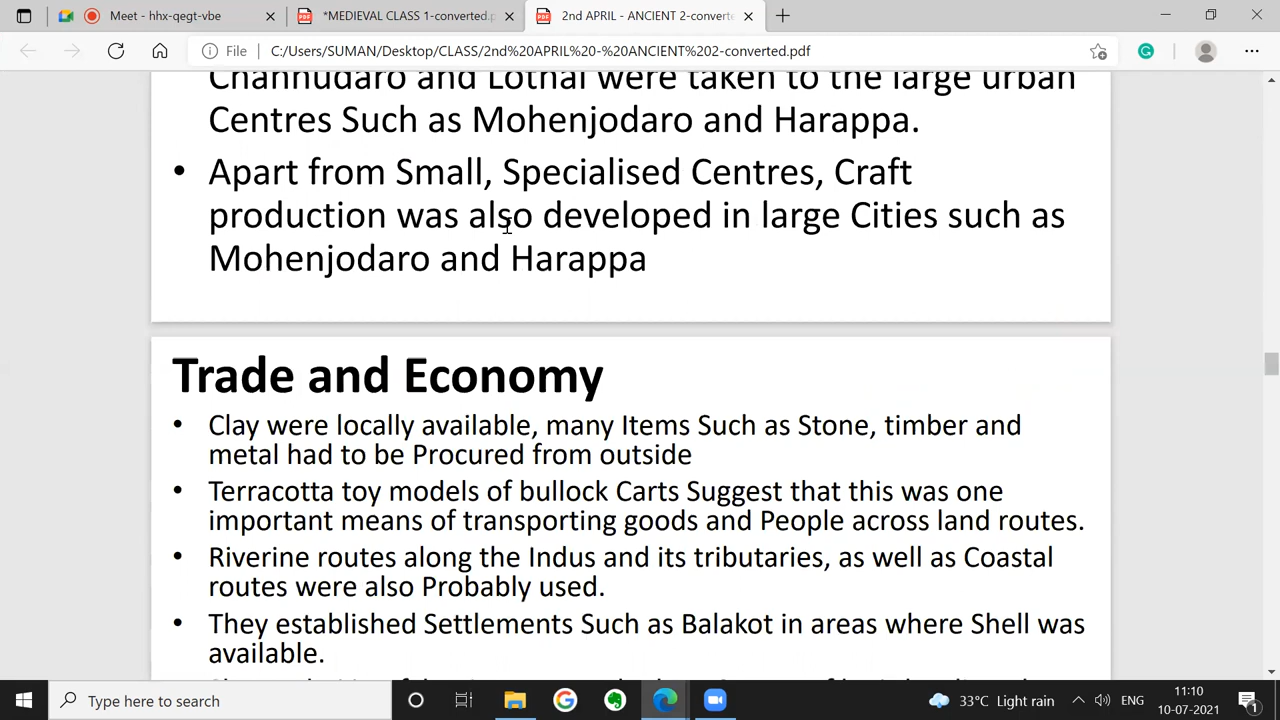 Meet - hhx-qegt-vbe
*MEDIEVAL CLASS 1-converted.p
2nd APRIL - ANCIENT 2-converte
File C:/Users/SUMAN/Desktop/CLASS/2nd%20APRIL%20-%20ANCIENT%202-converted.pdf
Channudaro and Lothal were taken to the large urban
Centres Such as Mohenjodaro and Harappa.
• Apart from Small, Specialised Centres, Craft
production was also developed in large Cities such as
Mohenjodaro and Harappa
Trade and Economy
• Clay were locally available, many Items Such as Stone, timber and
metal had to be Procured from outside
• Terracotta toy models of bullock Carts Suggest that this was one
important means of transporting goods and People across land routes.
• Riverine routes along the Indus and its tributaries, as well as Coastal
routes were also Probably used.
• They established Settlements Such as Balakot in areas where Shell was
available.
Type here to search
33°C Light rain
ENG
11:10
10-07-2021
1